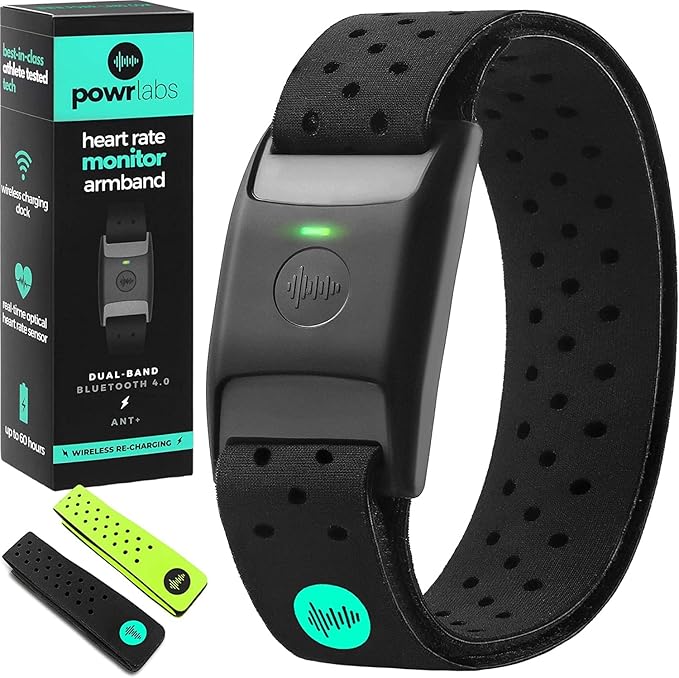 best-in-class
athlete tested
tech
wireless charging
dock
real-time optical
heart rate sensor
up to 60 hours
powrlabs
heart rate
monitor
armband
DUAL-BAND
BLUETOOTH 4.0
ANT+
WIRELESS RE-CHARGING